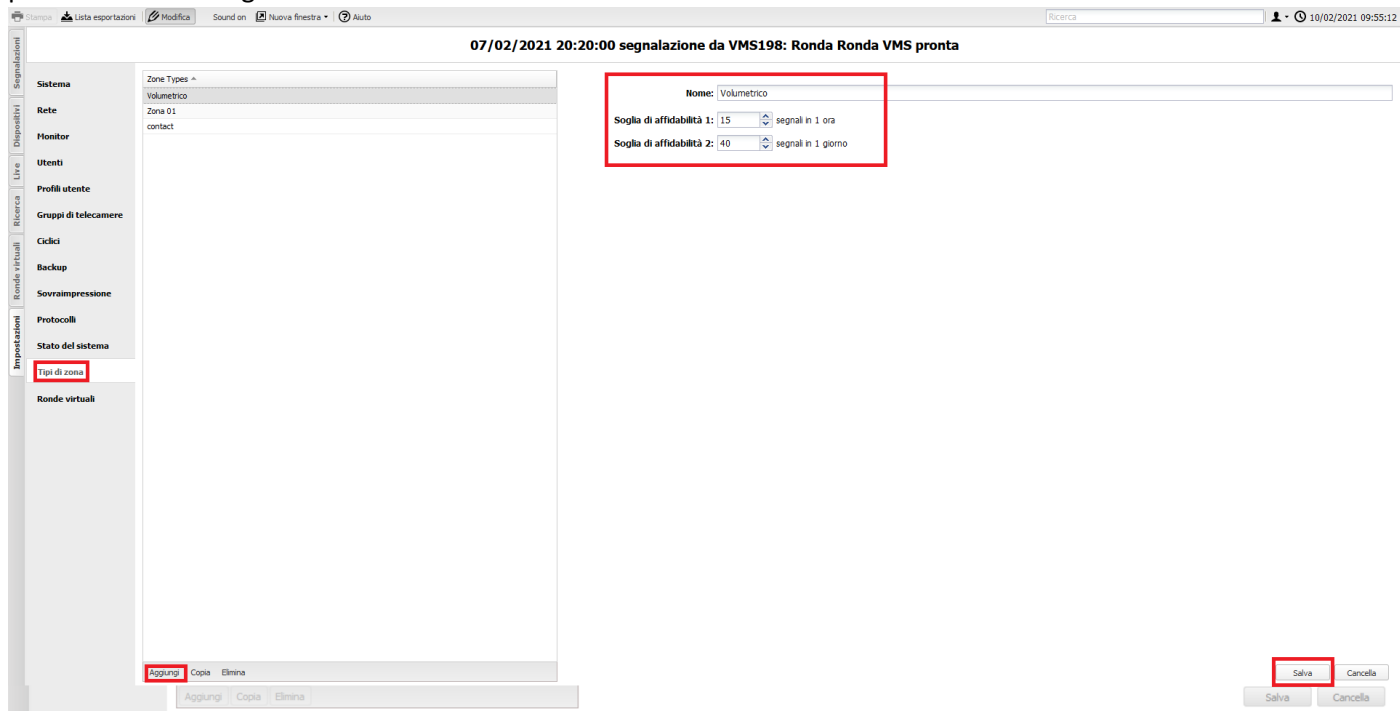 Stampa Lista esportazioni Modifica Sound on Nuova finestra Aiuto Ricerca 10/02/2021 09:55:12
07/02/2021 20:20:00 segnalazione da VMS198: Ronda Ronda VMS pronta
Segnalazioni
Dispositivi
Live
Ricerca
Ronde virtuali
Impostazioni
Sistema
Rete
Monitor
Utenti
Profili utente
Gruppi di telecamere
Ciclici
Backup
Sovraimpressione
Protocolli
Stato del sistema
Tipi di zona
Ronde virtuali
Zone Types
Volumetrico
Zona 01
contact
Nome: Volumetrico
Soglia di affidabilità 1: 15 segnali in 1 ora
Soglia di affidabilità 2: 40 segnali in 1 giorno
Aggiungi Copia Elimina
Salva Cancella
Aggiungi Copia Elimina
Salva Cancella